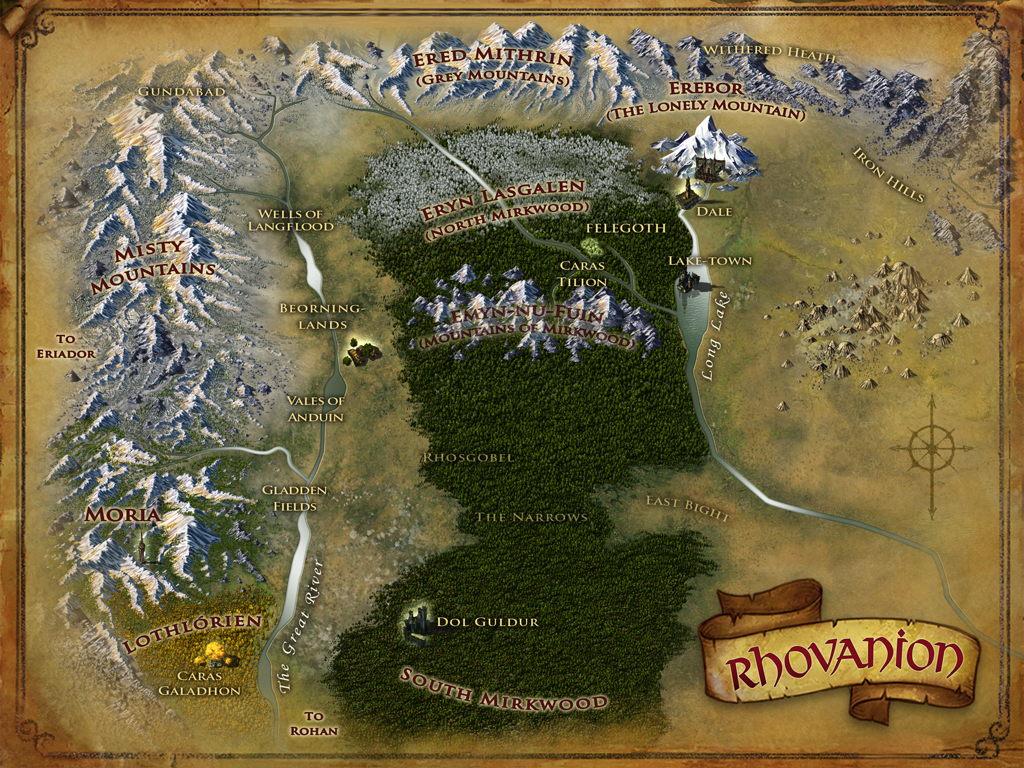 Ered Mithrin
(Grey Mountains)
Withered Heath
Gundabad
Erebor
(The Lonely Mountain)
Iron Hills
Eryn Lasgalen
(North Mirkwood)
Wells of
Langflood
Dale
Felegoth
Misty
Mountains
Caras
Tilion
Lake-town
Beorning-
lands
Emyn-nu-Fuin
(Mountains of Mirkwood)
Long Lake
To
Eriador
Vales of
Anduin
Rhosgobel
Gladden
Fields
East Bight
Moria
The Narrows
The Great River
Lothlórien
Dol Guldur
Caras
Galadhon
South Mirkwood
Rhovanion
To
Rohan